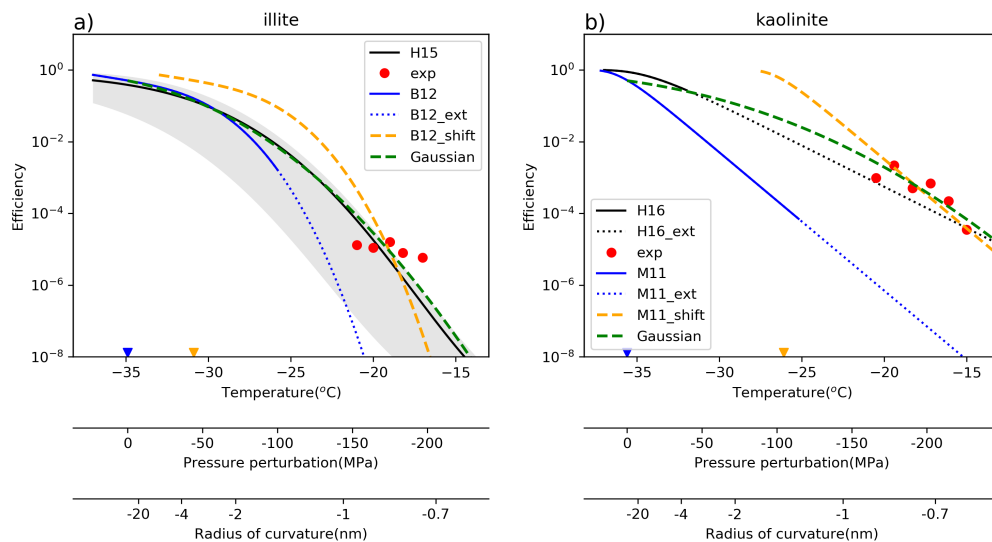 a)
illite
H15
exp
B12
B12_ext
B12_shift
Gaussian
10^0
10^-2
10^-4
10^-6
10^-8
Efficiency
−35
−30
−25
−20
−15
Temperature(°C)
0
-50
-100
-150
-200
Pressure perturbation(MPa)
-20
-4
-2
-1
-0.7
Radius of curvature(nm)
b)
kaolinite
H16
H16_ext
exp
M11
M11_ext
M11_shift
Gaussian
10^0
10^-2
10^-4
10^-6
10^-8
Efficiency
−35
−30
−25
−20
−15
Temperature(°C)
0
-50
-100
-150
-200
Pressure perturbation(MPa)
-20
-4
-2
-1
-0.7
Radius of curvature(nm)